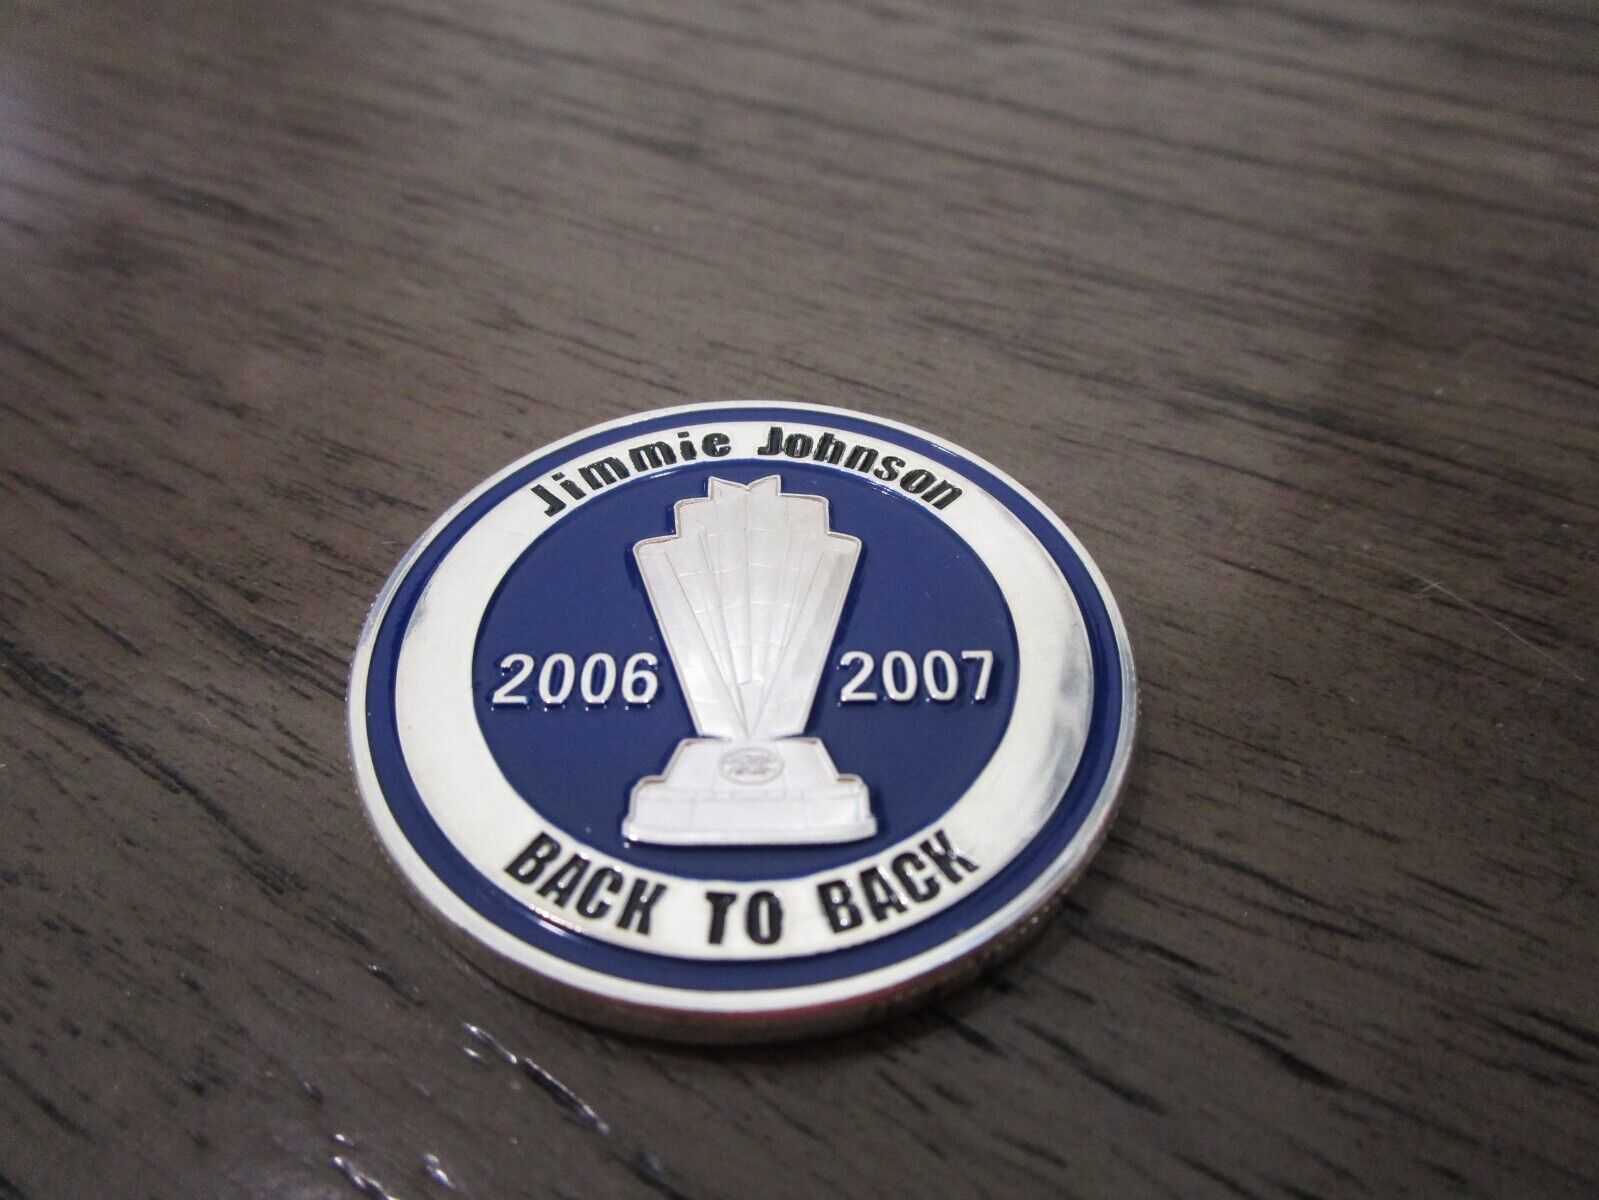 Jimmie Johnson
2006 2007
BACK TO BACK